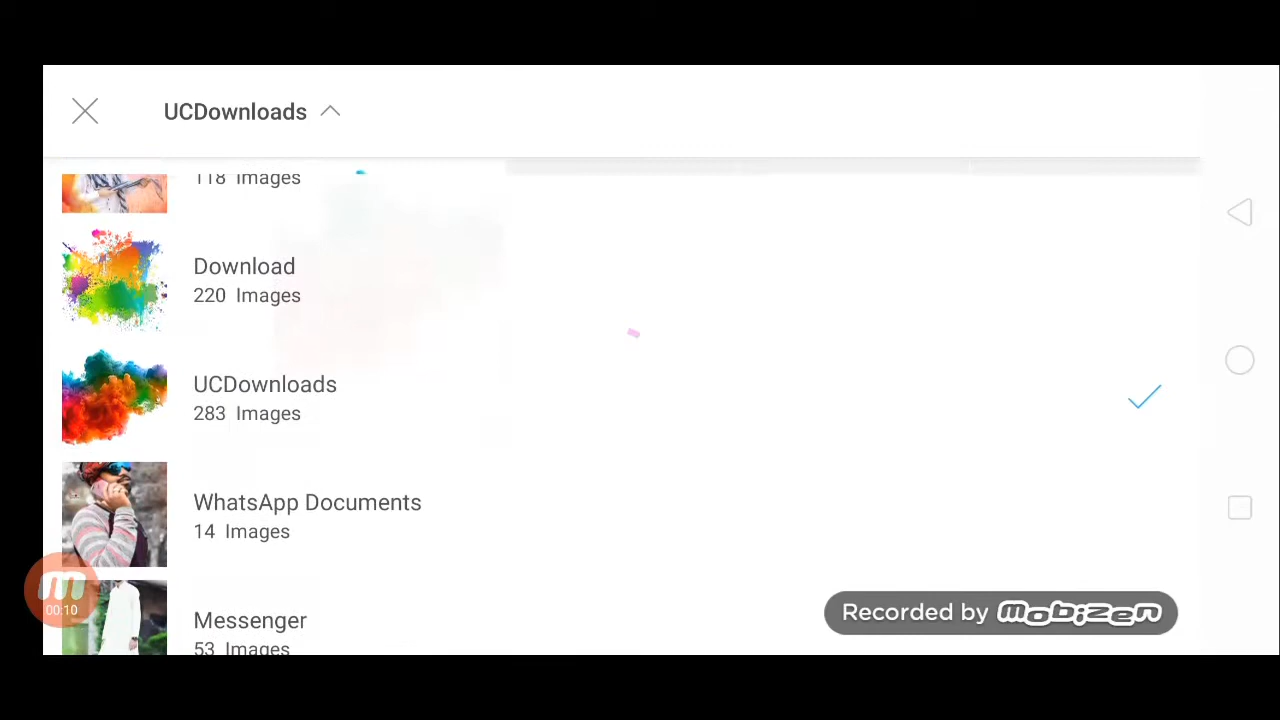 UCDownloads
118 Images
Download
220 Images
UCDownloads
283 Images
WhatsApp Documents
14 Images
Messenger
53 Images
M
00:10
Recorded by mobizen